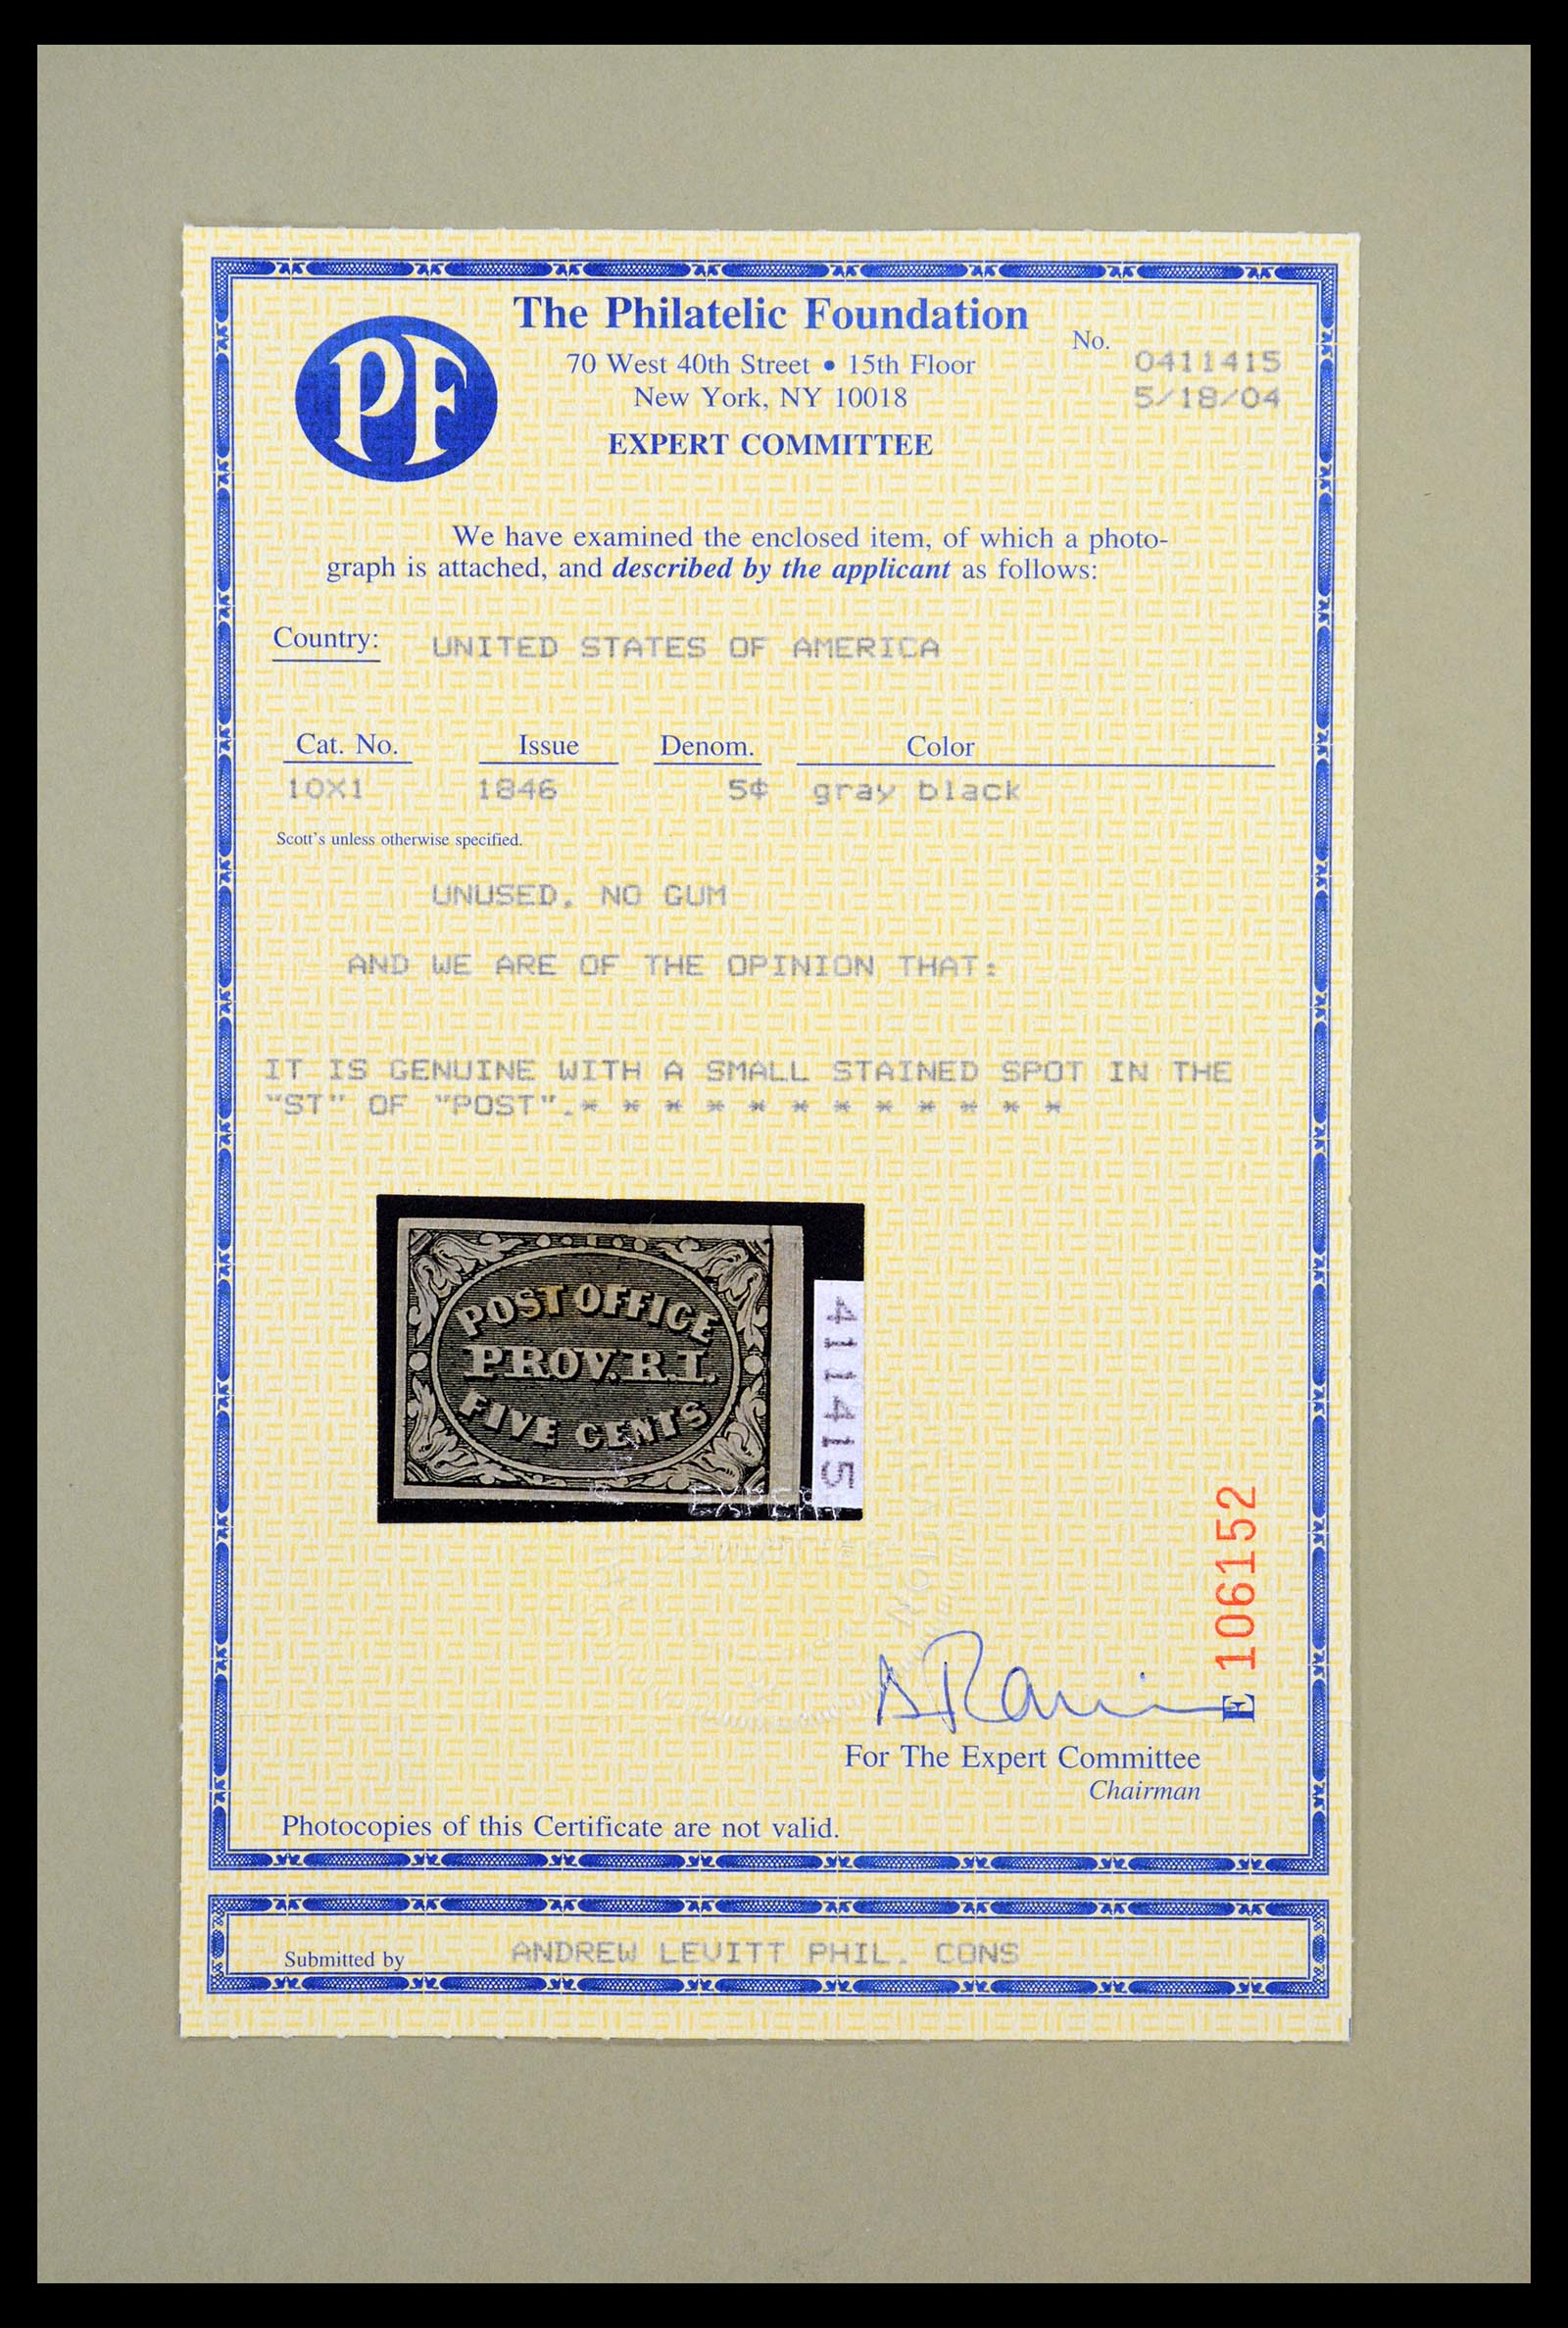 The Philatelic Foundation
PF
70 West 40th Street • 15th Floor
New York, NY 10018
No.
0411415
5/18/04
EXPERT COMMITTEE
We have examined the enclosed item, of which a photo-
graph is attached, and described by the applicant as follows:
Country: UNITED STATES OF AMERICA
Cat. No. Issue Denom. Color
10X1 1846 5¢ gray black
Scott's unless otherwise specified.
UNUSED, NO GUM
AND WE ARE OF THE OPINION THAT:
IT IS GENUINE WITH A SMALL STAINED SPOT IN THE
"ST" OF "POST".* * * * * * * * * * * *
POST OFFICE
PROV. R. I.
FIVE CENTS
411415
EXPERT
E 106152
For The Expert Committee
Chairman
Photocopies of this Certificate are not valid.
Submitted by ANDREW LEVITT PHIL. CONS